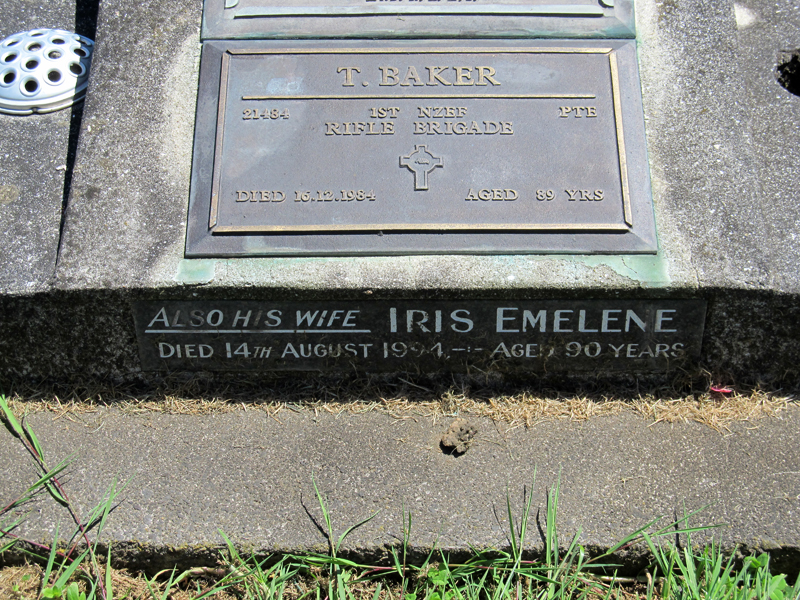 T. BAKER
21484 1ST NZEF PTE
RIFLE BRIGADE
DIED 16.12.1984 AGED 89 YRS
ALSO HIS WIFE IRIS EMELENE
DIED 14TH AUGUST 1994.-:- AGED 90 YEARS